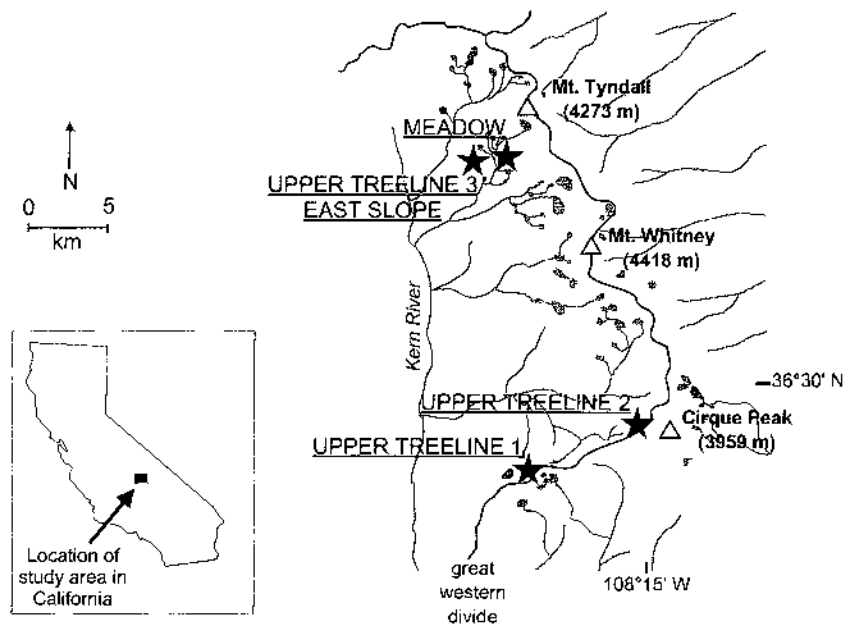 Mt. Tyndall
(4273 m)
MEADOW
UPPER TREELINE 3
EAST SLOPE
N
0 5
km
Mt. Whitney
(4418 m)
Kern River
36°30' N
UPPER TREELINE 2
Cirque Peak
(3959 m)
UPPER TREELINE 1
Location of
study area in
California
great
western
divide
108°15' W